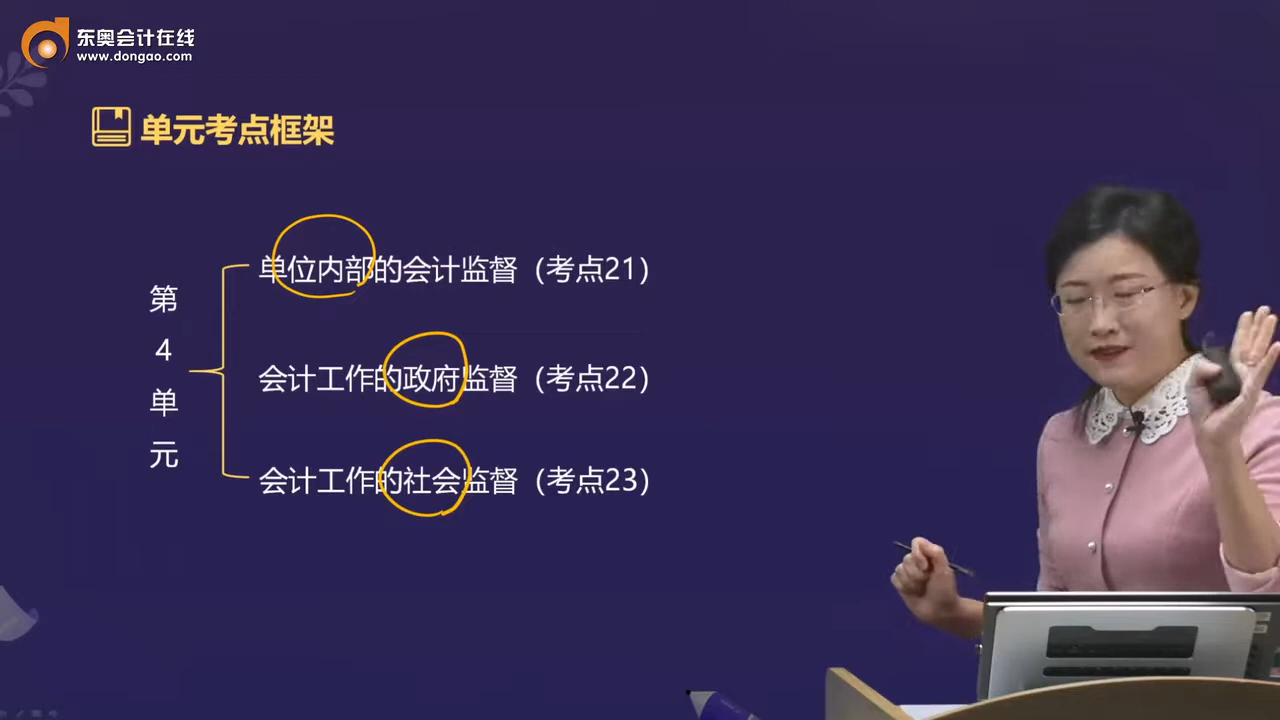 东奥会计在线
www.dongao.com
单元考点框架
第4单元
单位内部的会计监督（考点21）
会计工作的政府监督（考点22）
会计工作的社会监督（考点23）